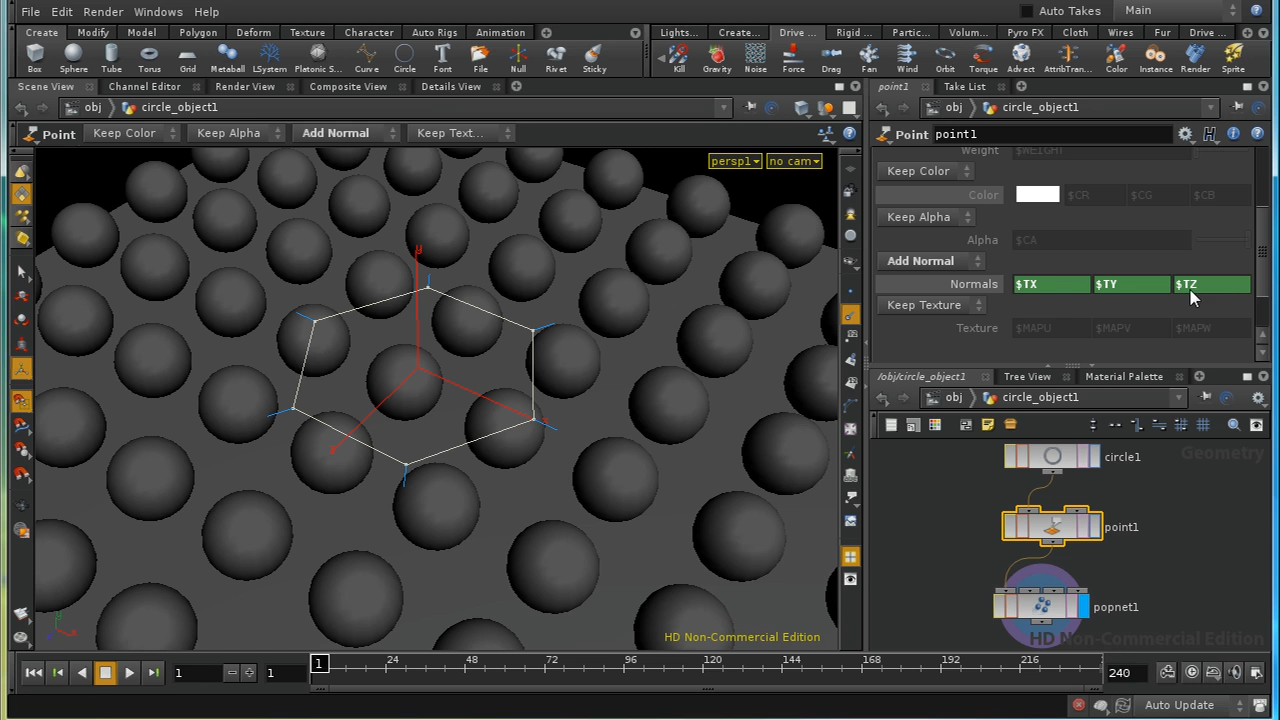 File Edit Render Windows Help Auto Takes Main
Create Modify Model Polygon Deform Texture Character Auto Rigs Animation Lights... Create... Drive ... Rigid ... Partic... Volum... Pyro FX Cloth Wires Fur Drive ...
Box Sphere Tube Torus Grid Metaball LSystem Platonic S... Curve Circle Font File Null Rivet Sticky Kill Gravity Noise Force Drag Fan Wind Orbit Torque Advect AttribTran... Color Instance Render Sprite
Scene View Channel Editor Render View Composite View Details View point1 Take List
obj circle_object1 obj circle_object1
Point Keep Color Keep Alpha Add Normal Keep Text... Point point1
persp1 no cam
Weight $WEIGHT
Keep Color
Color $CR $CG $CB
Keep Alpha
Alpha $CA
Add Normal
Normals $TX $TY $TZ
Keep Texture
Texture $MAPU $MAPV $MAPW
/obj/circle_object1 Tree View Material Palette
obj circle_object1
Geometry
circle1
point1
popnet1
y
HD Non-Commercial Edition
HD Non-Commercial Edition
1 1 1 24 48 72 96 120 144 168 192 216 240
Auto Update